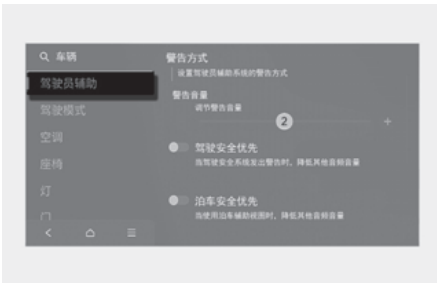 车辆
驾驶员辅助
驾驶模式
空调
座椅
灯
门
警告方式
设置驾驶员辅助系统的警告方式
警告音量
调节警告音量
2
+
驾驶安全优先
当驾驶安全系统发出警告时，降低其他音频音量
泊车安全优先
当使用泊车辅助视图时，降低其他音频音量